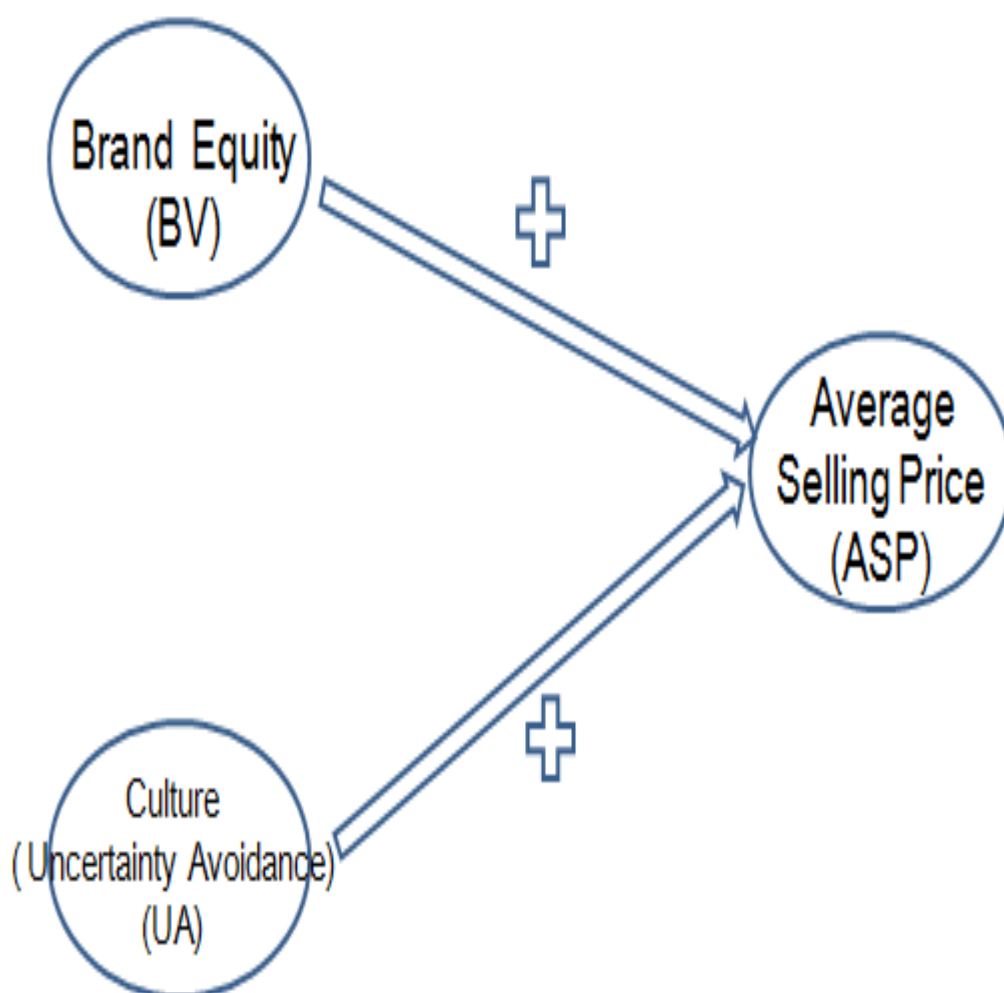 Brand Equity
(BV)
Average
Selling Price
(ASP)
Culture
( Uncertainty Avoidance)
(UA)